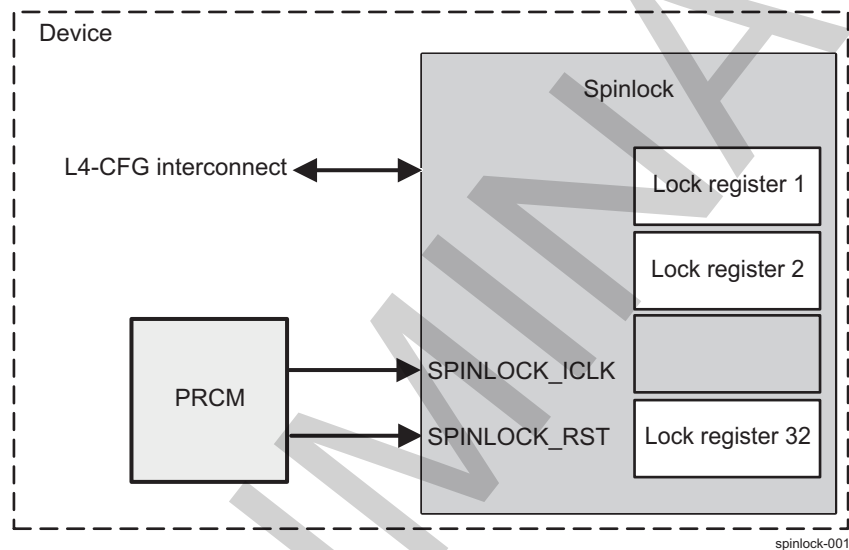 Device
Spinlock
L4-CFG interconnect
Lock register 1
Lock register 2
SPINLOCK_ICLK
PRCM
SPINLOCK_RST
Lock register 32
spinlock-001